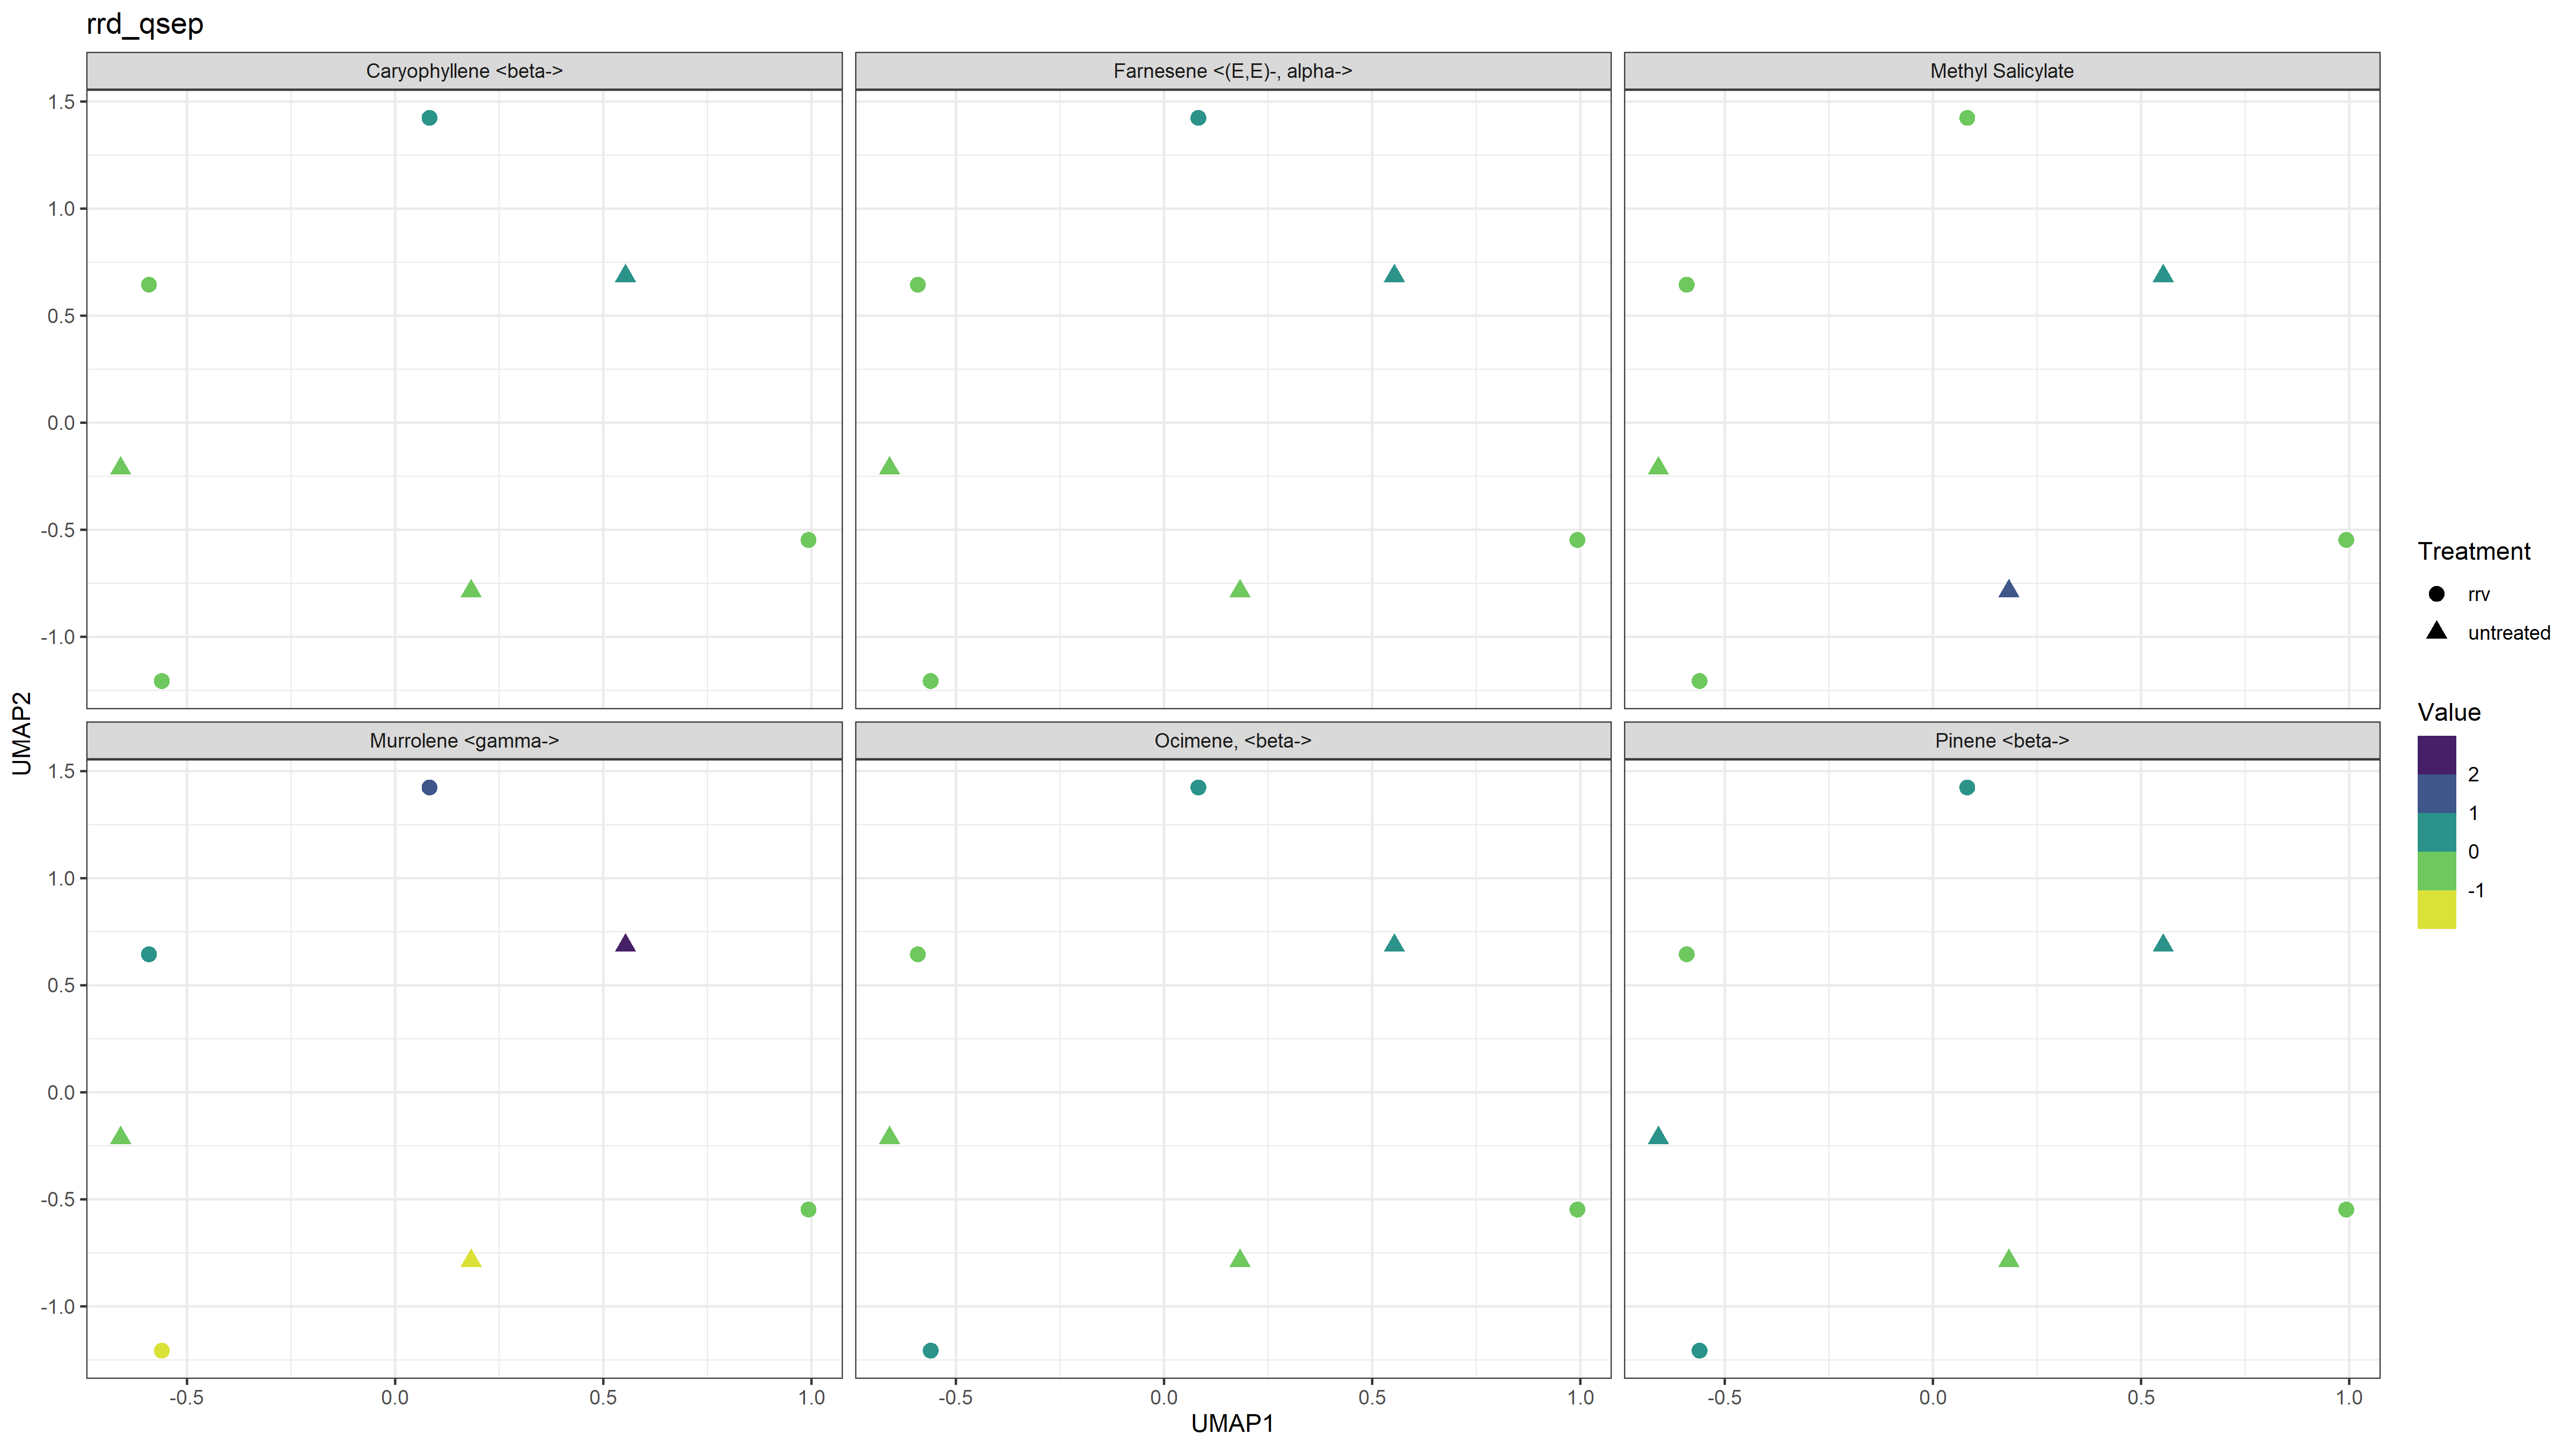 rrd_qsep
Caryophyllene <beta->
Farnesene <(E,E)-, alpha->
Methyl Salicylate
1.5
1.0
0.5
0.0
-0.5
-1.0
Murrolene <gamma->
Ocimene, <beta->
Pinene <beta->
1.5
1.0
0.5
0.0
-0.5
-1.0
-0.5 0.0 0.5 1.0
-0.5 0.0 0.5 1.0
-0.5 0.0 0.5 1.0
UMAP1
UMAP2
Treatment
rrv
untreated
Value
2
1
0
-1